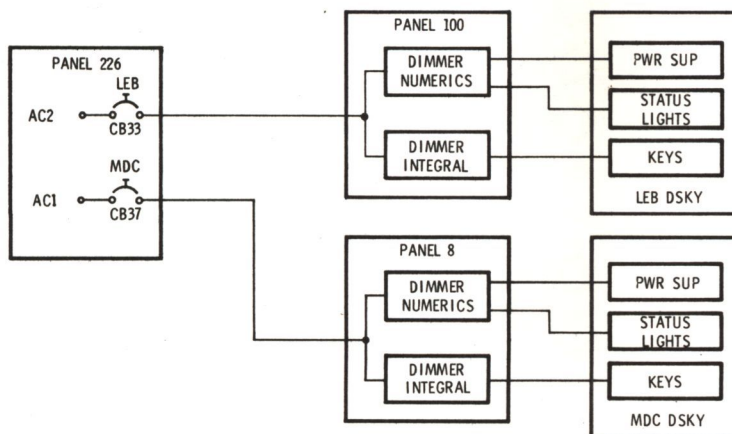 PANEL 226
LEB
AC2
CB33
MDC
AC1
CB37
PANEL 100
DIMMER
NUMERICS
DIMMER
INTEGRAL
PWR SUP
STATUS
LIGHTS
KEYS
LEB DSKY
PANEL 8
DIMMER
NUMERICS
DIMMER
INTEGRAL
PWR SUP
STATUS
LIGHTS
KEYS
MDC DSKY